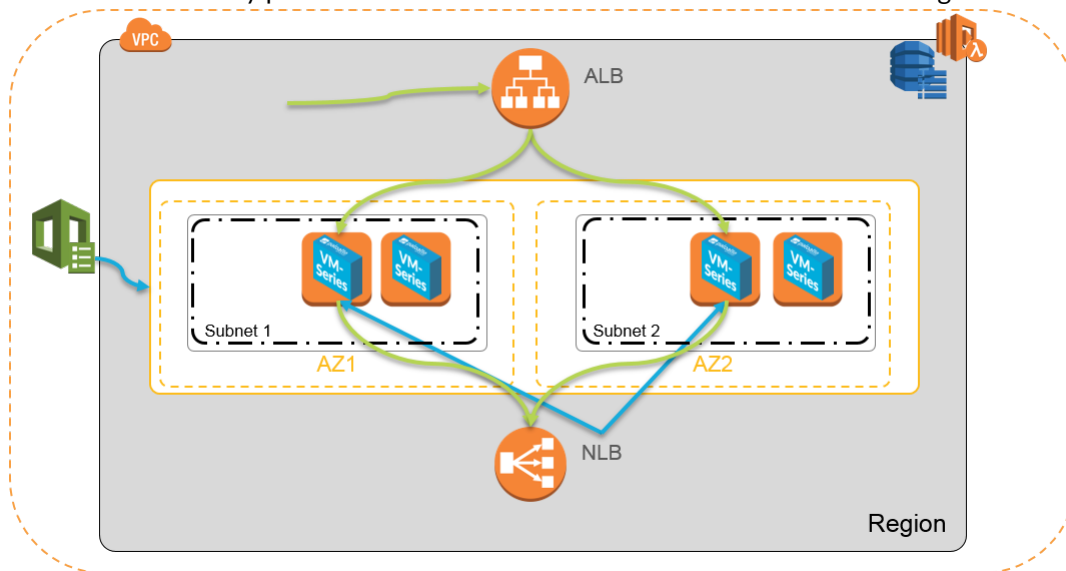 VPC
λ
ALB
VM-
Series
VM-
Series
VM-
Series
VM-
Series
Subnet 1
Subnet 2
AZ1
AZ2
NLB
Region